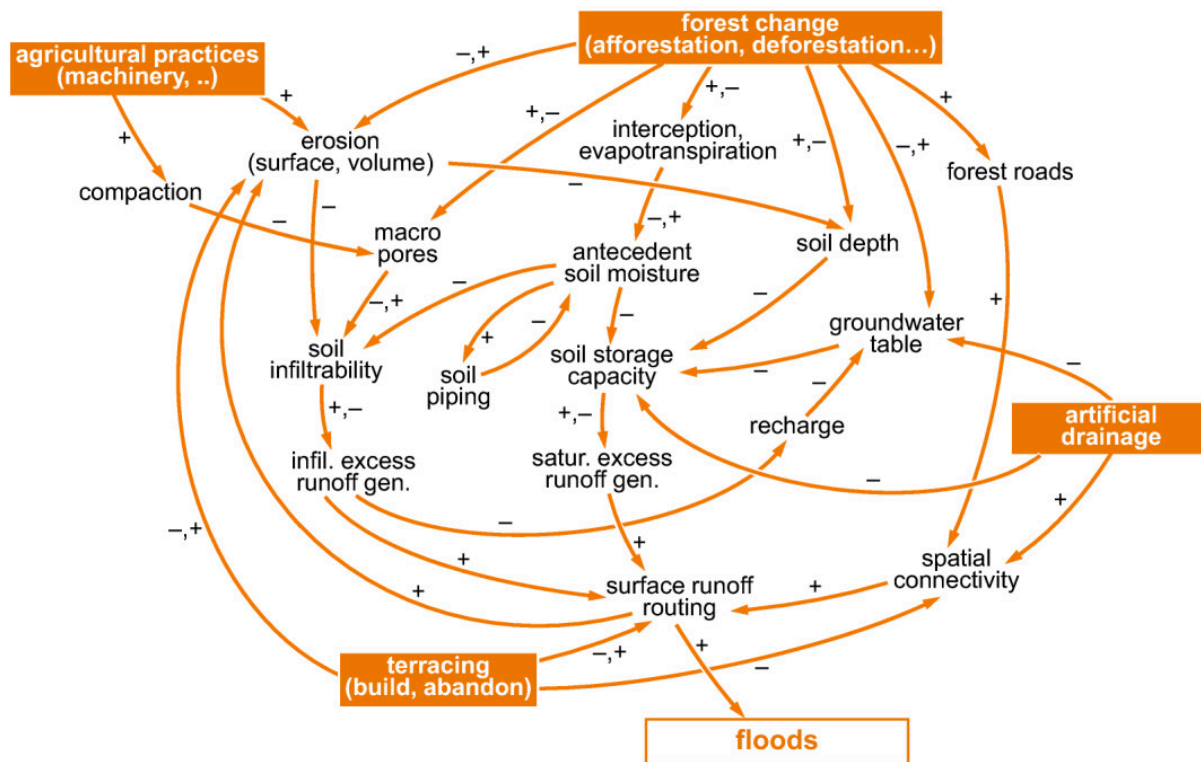 forest change
(afforestation, deforestation…)
agricultural practices
(machinery, ..)
–,+
+
+
+,–
+,–
+
erosion
(surface, volume)
interception,
evapotranspiration
+,–
–,+
forest roads
compaction
–
–
–
–,+
macro
pores
antecedent
soil moisture
soil depth
–
–
–,+
–
+
–
–
+
groundwater
table
soil
infiltrability
soil
piping
soil storage
capacity
–
–
–
+,–
+,–
recharge
artificial
drainage
infil. excess
runoff gen.
satur. excess
runoff gen.
–
–
+
–,+
+
+
spatial
connectivity
+
surface runoff
routing
+
terracing
(build, abandon)
–,+
+
–
floods